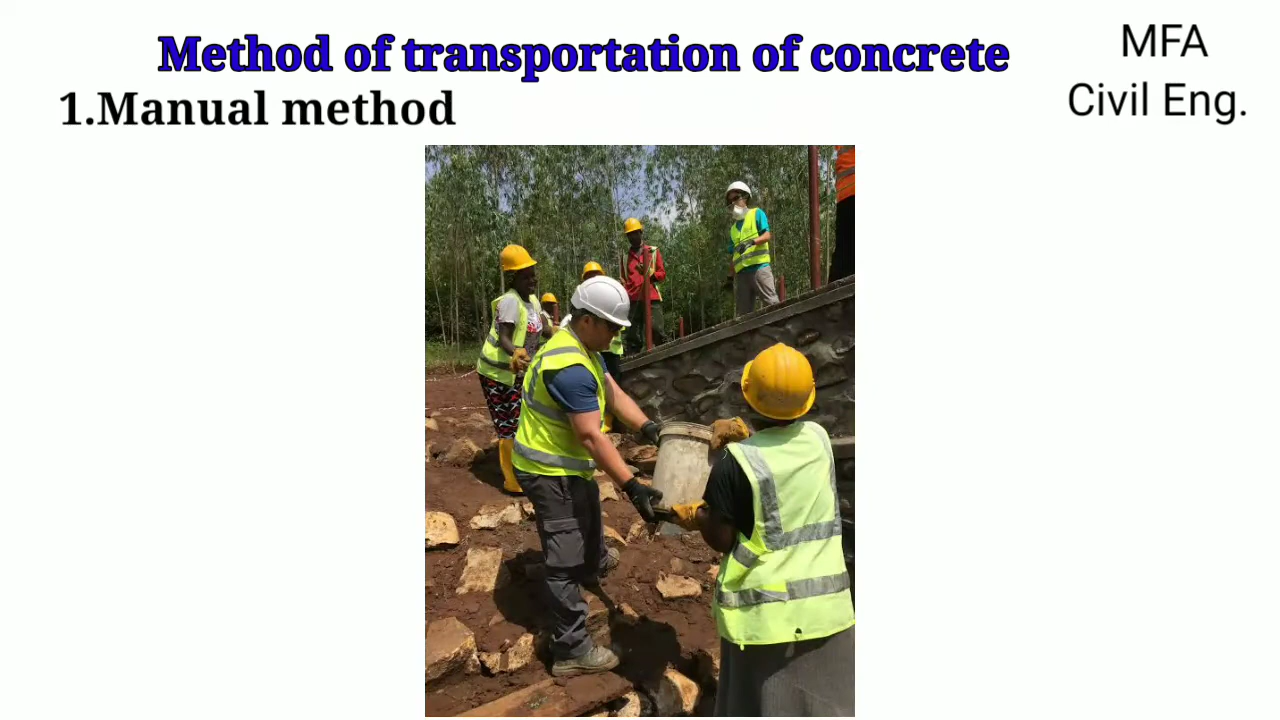 Method of transportation of concrete
MFA
1.Manual method
Civil Eng.